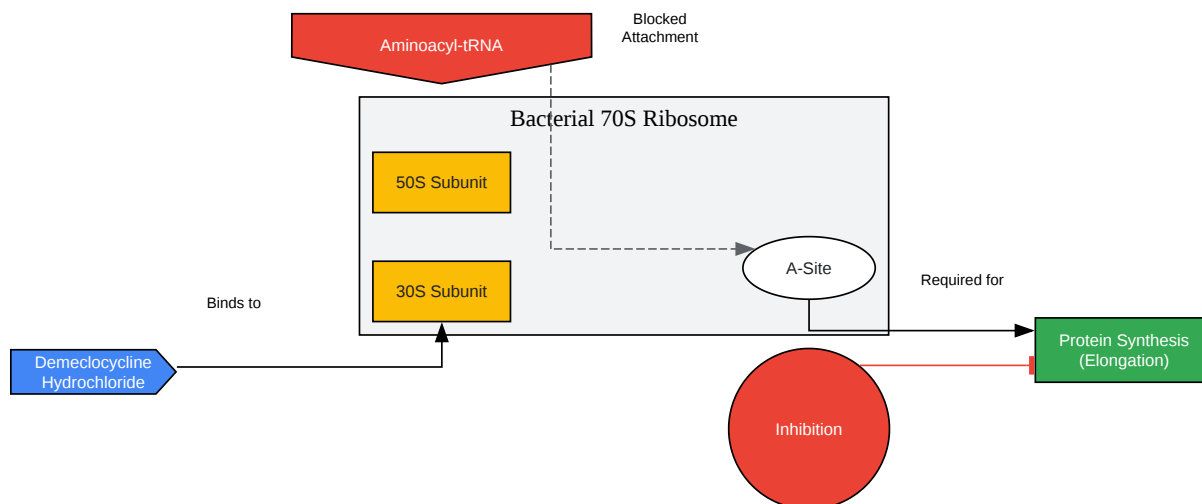 Blocked
Attachment
Aminoacyl-tRNA
Bacterial 70S Ribosome
50S Subunit
A-Site
30S Subunit
Required for
Binds to
Protein Synthesis
(Elongation)
Demeclocycline
Hydrochloride
Inhibition